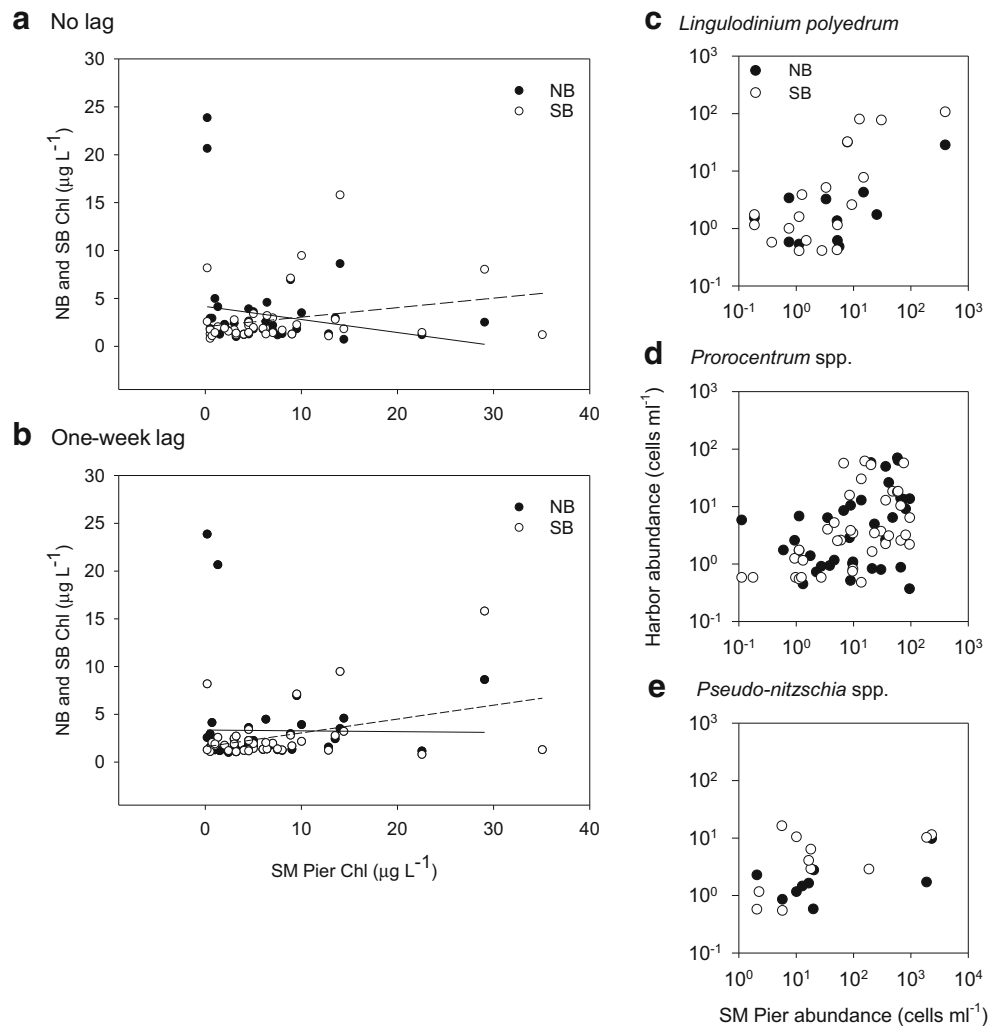 a No lag
30
25
20
15
10
5
0
NB and SB Chl (µg L⁻¹)
NB
SB
0 10 20 30 40
b One-week lag
30
25
20
15
10
5
0
NB and SB Chl (µg L⁻¹)
NB
SB
0 10 20 30 40
SM Pier Chl (µg L⁻¹)
c Lingulodinium polyedrum
10³
10²
10¹
10⁰
10⁻¹
NB
SB
10⁻¹ 10⁰ 10¹ 10² 10³
d Prorocentrum spp.
10³
10²
10¹
10⁰
10⁻¹
Harbor abundance (cells ml⁻¹)
10⁻¹ 10⁰ 10¹ 10² 10³
e Pseudo-nitzschia spp.
10³
10²
10¹
10⁰
10⁻¹
10⁰ 10¹ 10² 10³ 10⁴
SM Pier abundance (cells ml⁻¹)